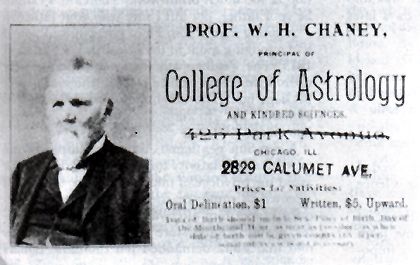 PROF. W. H. CHANEY,
PRINCIPAL OF
College of Astrology
AND KINDRED SCIENCES.
426 Park Avenue,
CHICAGO, ILL
2829 CALUMET AVE,
Prices for Nativities:
Oral Delineation, $1 Written, $5, Upward.